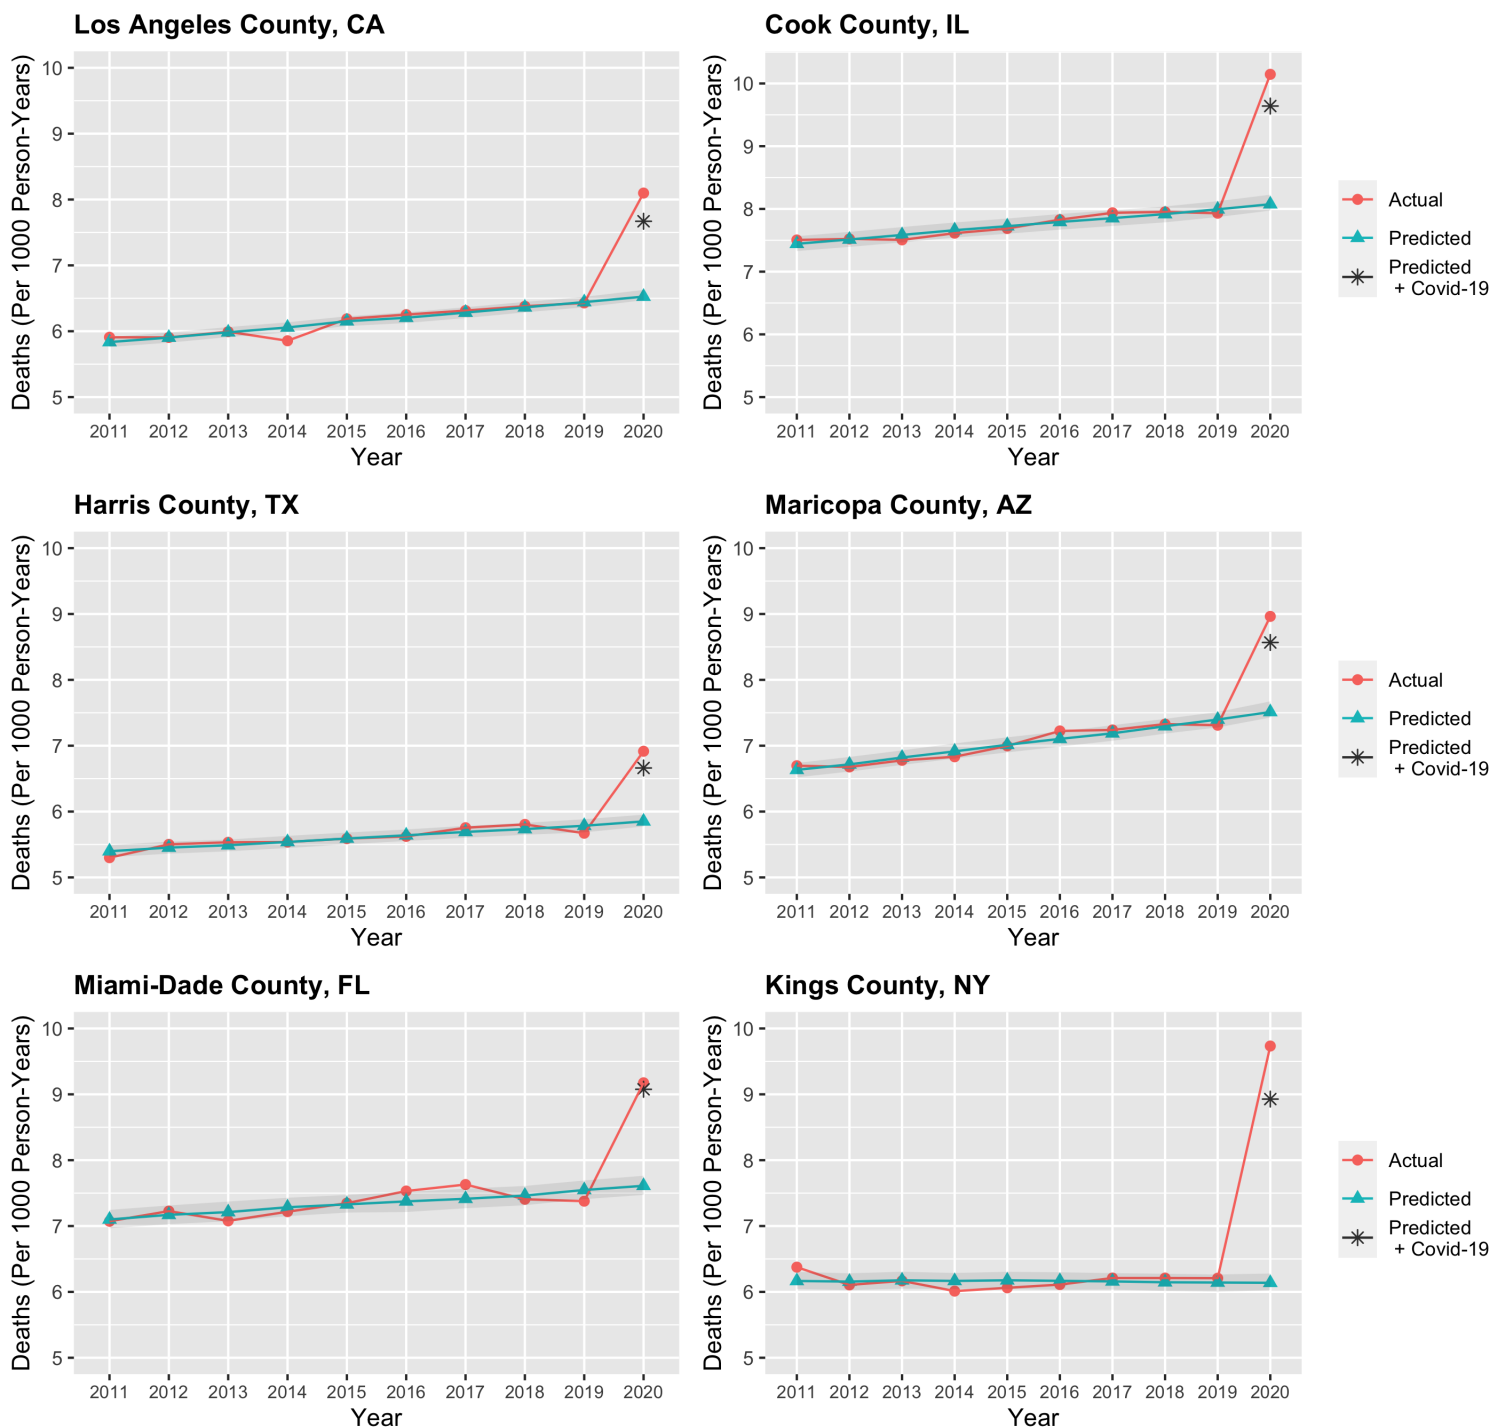 Los Angeles County, CA
Deaths (Per 1000 Person-Years)
10
9
8
7
6
5
2011 2012 2013 2014 2015 2016 2017 2018 2019 2020
Year
Cook County, IL
Deaths (Per 1000 Person-Years)
10
9
8
7
6
5
2011 2012 2013 2014 2015 2016 2017 2018 2019 2020
Year
Actual
Predicted
Predicted
+ Covid-19
Harris County, TX
Deaths (Per 1000 Person-Years)
10
9
8
7
6
5
2011 2012 2013 2014 2015 2016 2017 2018 2019 2020
Year
Maricopa County, AZ
Deaths (Per 1000 Person-Years)
10
9
8
7
6
5
2011 2012 2013 2014 2015 2016 2017 2018 2019 2020
Year
Actual
Predicted
Predicted
+ Covid-19
Miami-Dade County, FL
Deaths (Per 1000 Person-Years)
10
9
8
7
6
5
2011 2012 2013 2014 2015 2016 2017 2018 2019 2020
Year
Kings County, NY
Deaths (Per 1000 Person-Years)
10
9
8
7
6
5
2011 2012 2013 2014 2015 2016 2017 2018 2019 2020
Year
Actual
Predicted
Predicted
+ Covid-19